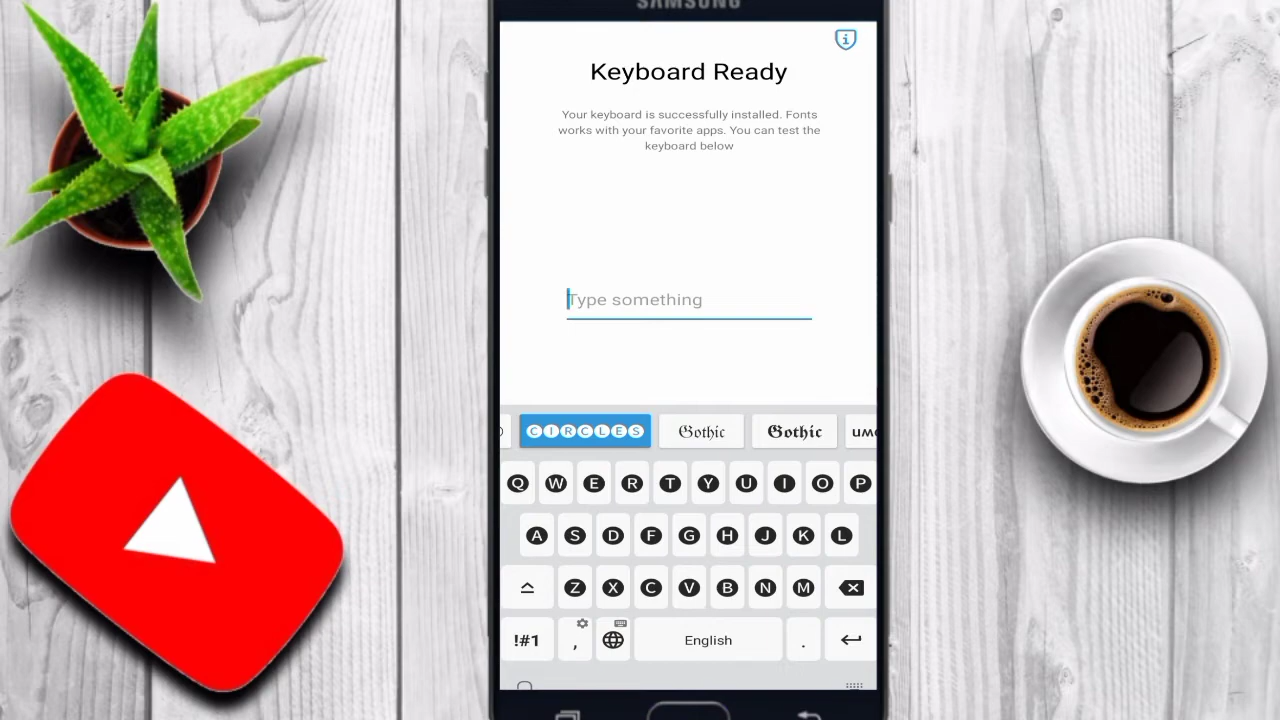 SAMSUNG
Keyboard Ready
Your keyboard is successfully installed. Fonts
works with your favorite apps. You can test the
keyboard below
Type something
ⒸⒾⓇⒸⓁⒺⓈ 𝔊𝔬𝔱𝔥𝔦𝔠 𝕲𝖔𝖙𝖍𝖎𝖈
🅠 🅦 🅔 🅡 🅣 🅨 🅤 🅘 🅞 🅟
🅐 🅢 🅓 🅕 🅖 🅗 🅙 🅚 🅛
🅩 🅧 🅒 🅥 🅑 🅝 🅜
!#1 , English .